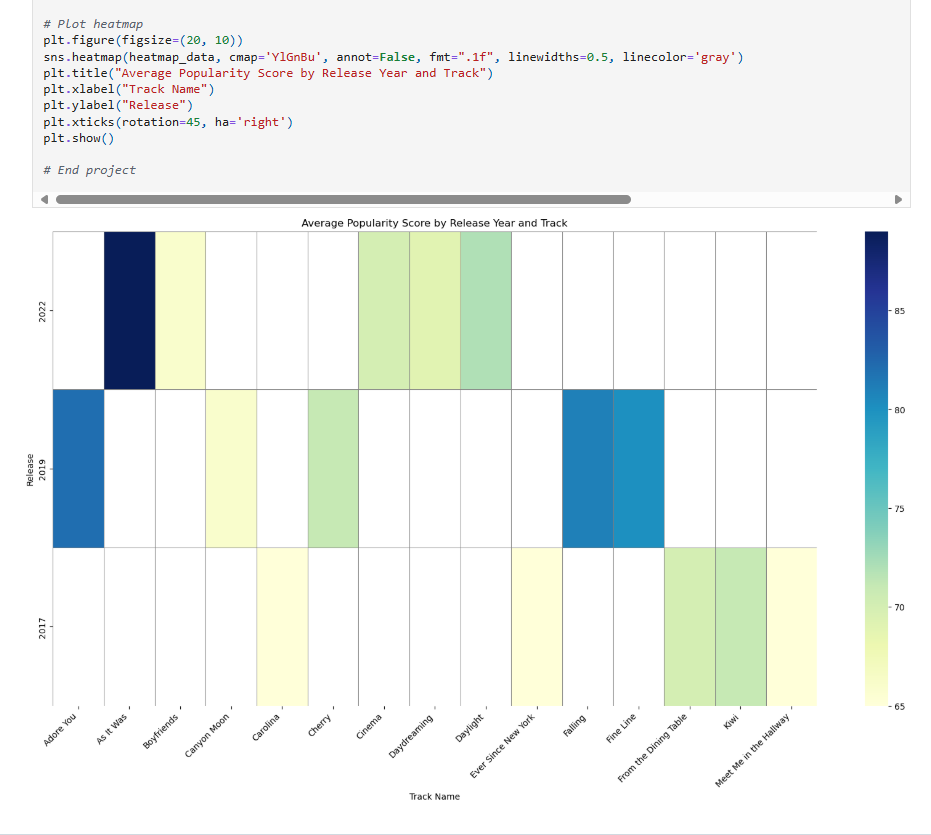 # Plot heatmap
plt.figure(figsize=(20, 10))
sns.heatmap(heatmap_data, cmap='YlGnBu', annot=False, fmt=".1f", linewidths=0.5, linecolor='gray')
plt.title("Average Popularity Score by Release Year and Track")
plt.xlabel("Track Name")
plt.ylabel("Release")
plt.xticks(rotation=45, ha='right')
plt.show()
# End project
Average Popularity Score by Release Year and Track
2022
2019
2017
Release
85
80
75
70
65
Adore You
As It Was
Boyfriends
Canyon Moon
Carolina
Cherry
Cinema
Daydreaming
Daylight
Ever Since New York
Falling
Fine Line
From the Dining Table
Kiwi
Meet Me in the Hallway
Track Name